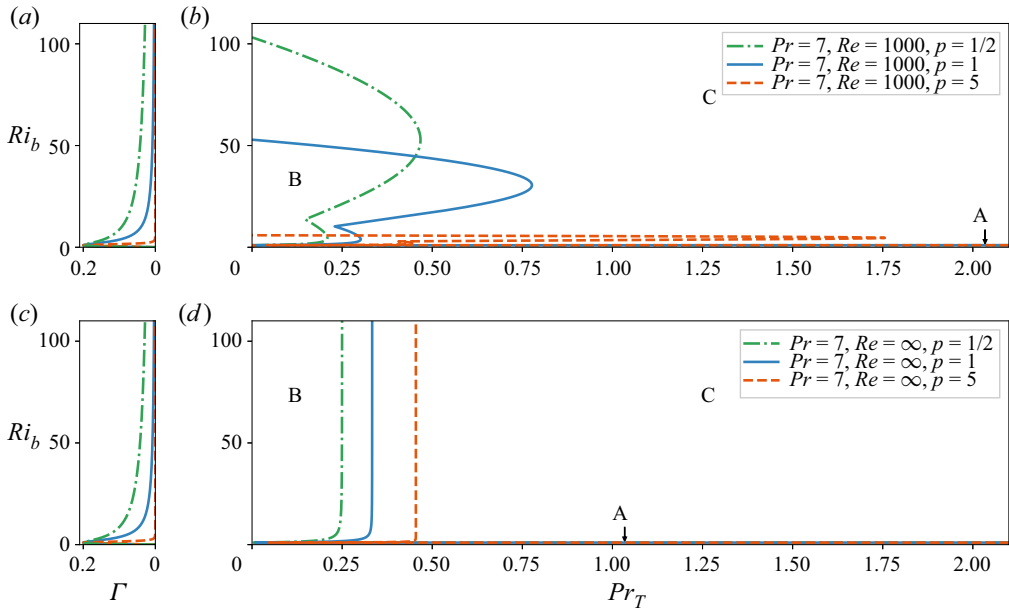 (a)
(b)
100
50
0
Ri_b
0.2
0
Pr = 7, Re = 1000, p = 1/2
Pr = 7, Re = 1000, p = 1
Pr = 7, Re = 1000, p = 5
C
B
A
0
0.25
0.50
0.75
1.00
1.25
1.50
1.75
2.00
(c)
(d)
100
50
0
Ri_b
0.2
0
Γ
Pr = 7, Re = ∞, p = 1/2
Pr = 7, Re = ∞, p = 1
Pr = 7, Re = ∞, p = 5
B
C
A
0
0.25
0.50
0.75
1.00
1.25
1.50
1.75
2.00
Pr_T